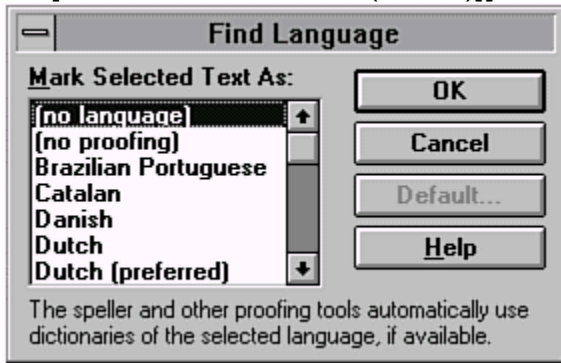 Find Language
Mark Selected Text As:
(no language)
(no proofing)
Brazilian Portuguese
Catalan
Danish
Dutch
Dutch (preferred)
OK
Cancel
Default...
Help
The speller and other proofing tools automatically use
dictionaries of the selected language, if available.